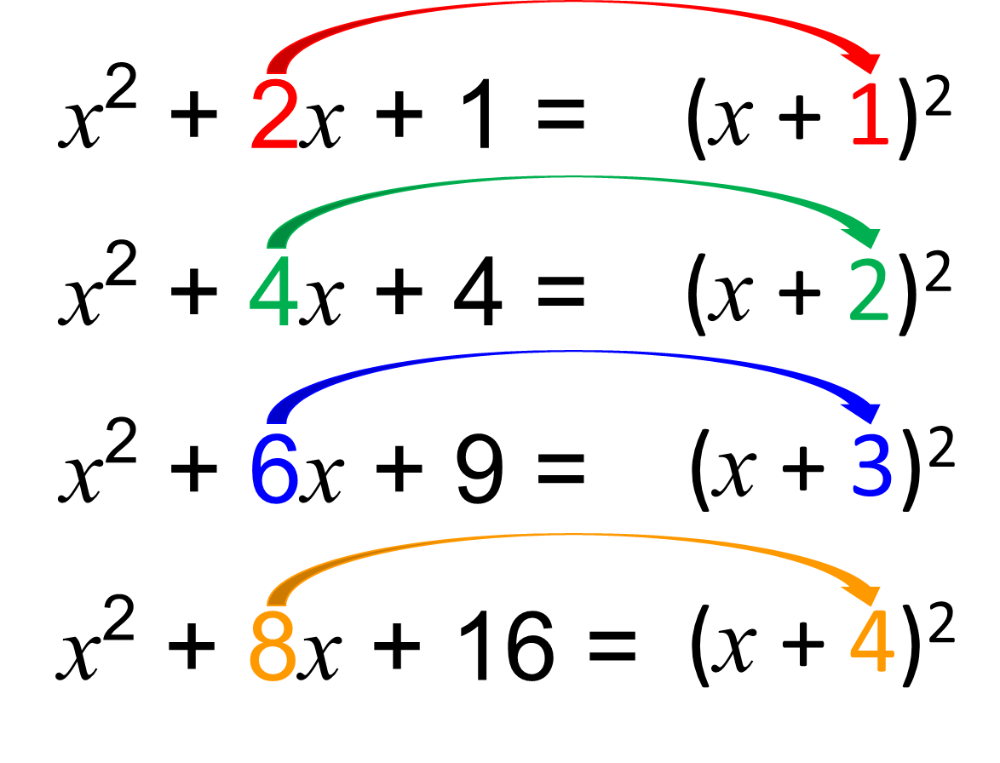 x² + 2x + 1 = (x + 1)²
x² + 4x + 4 = (x + 2)²
x² + 6x + 9 = (x + 3)²
x² + 8x + 16 = (x + 4)²